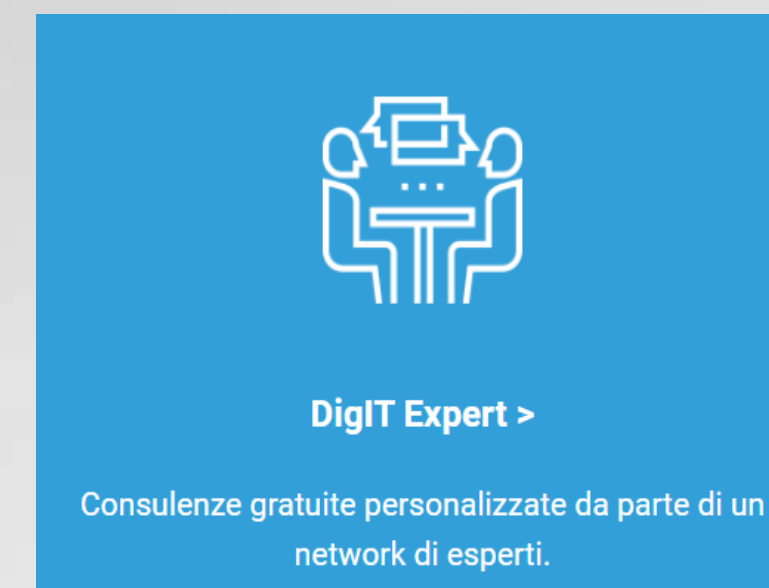 DigIT Expert >
Consulenze gratuite personalizzate da parte di un
network di esperti.